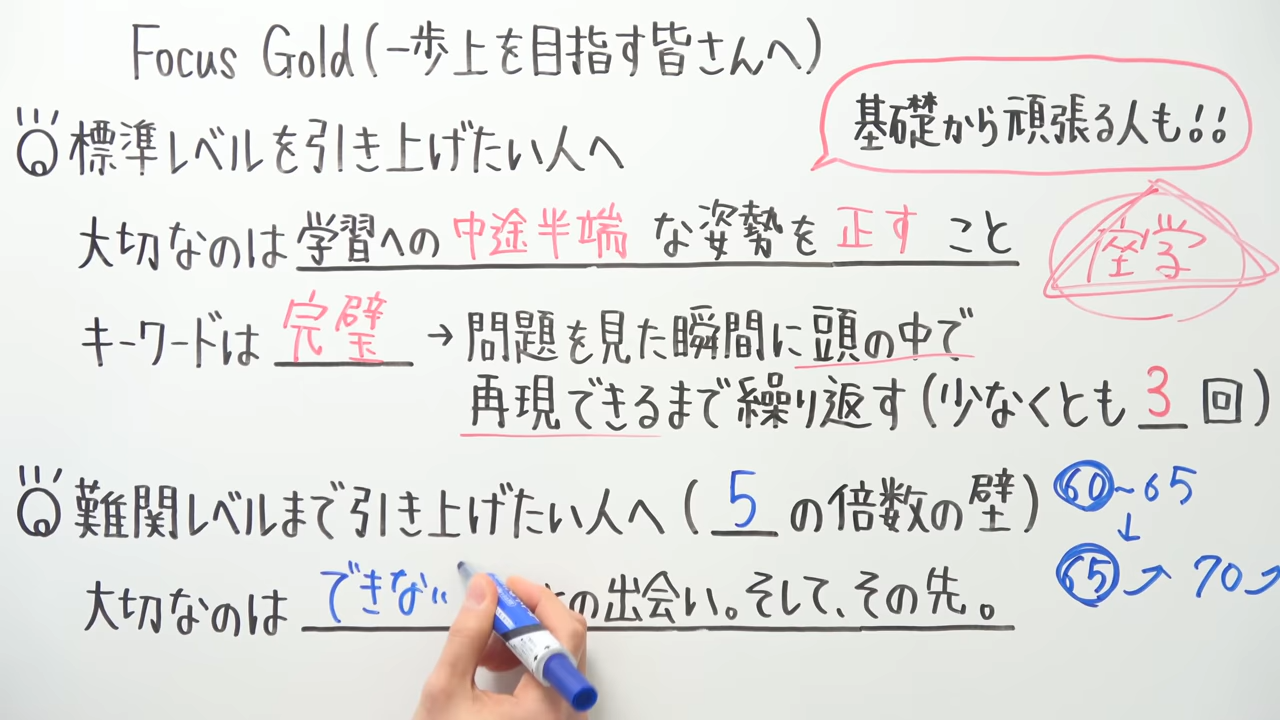 Focus Gold(一歩上を目指す皆さんへ)
基礎から頑張る人も!!
標準レベルを引き上げたい人へ
大切なのは学習への中途半端な姿勢を正すこと
座学
キーワードは完璧→問題を見た瞬間に頭の中で
再現できるまで繰り返す(少なくとも3回)
難関レベルまで引き上げたい人へ(5の倍数の壁)
60~65
↓
65↗70↗
大切なのはできないの出会い。そして、その先。